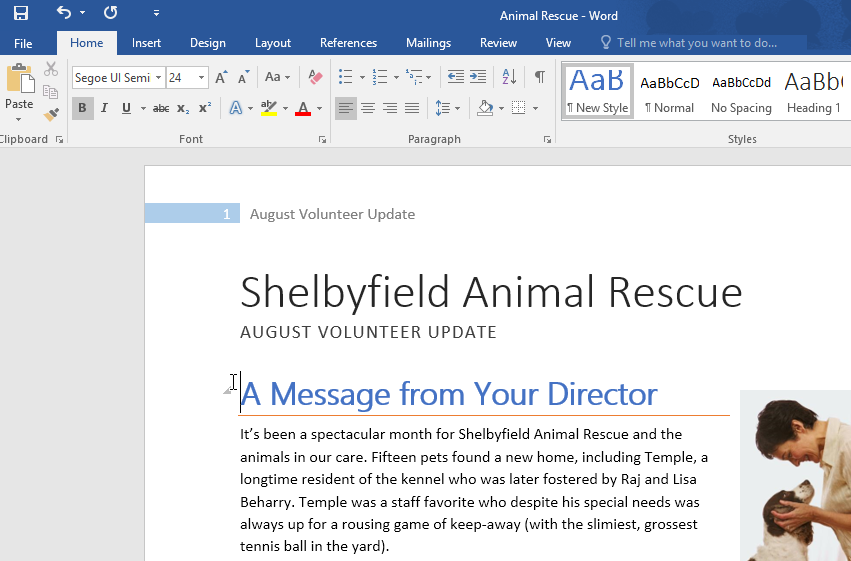 Animal Rescue - Word
File Home Insert Design Layout References Mailings Review View Tell me what you want to do...
Segoe UI Semi 24 Aa AaB AaBbCcD AaBbCcDd AaBb(
Paste B I U abc x₂ x² A ab A ¶ New Style ¶ Normal No Spacing Heading 1
Clipboard Font Paragraph Styles
1 August Volunteer Update
Shelbyfield Animal Rescue
AUGUST VOLUNTEER UPDATE
A Message from Your Director
It’s been a spectacular month for Shelbyfield Animal Rescue and the
animals in our care. Fifteen pets found a new home, including Temple, a
longtime resident of the kennel who was later fostered by Raj and Lisa
Beharry. Temple was a staff favorite who despite his special needs was
always up for a rousing game of keep-away (with the slimiest, grossest
tennis ball in the yard).